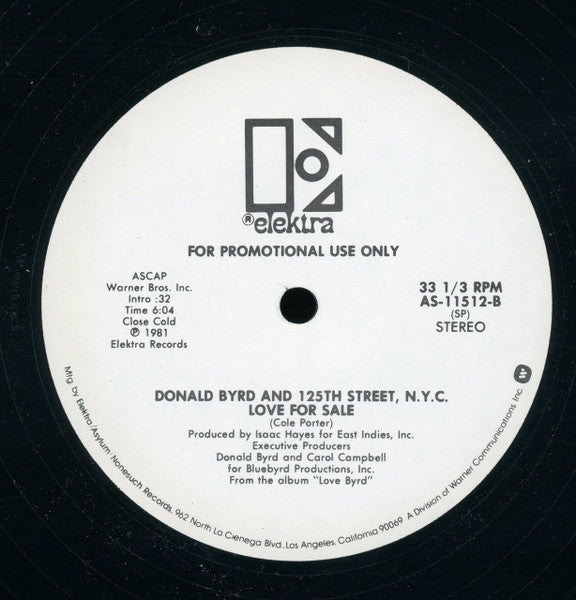 ®elektra
FOR PROMOTIONAL USE ONLY
ASCAP
Warner Bros. Inc.
Intro :32
Time 6:04
Close Cold
℗ 1981
Elektra Records
33 1/3 RPM
AS-11512-B
(SP)
STEREO
DONALD BYRD AND 125TH STREET, N.Y.C.
LOVE FOR SALE
(Cole Porter)
Produced by Isaac Hayes for East Indies, Inc.
Executive Producers
Donald Byrd and Carol Campbell
for Bluebyrd Productions, Inc.
From the album "Love Byrd"
Mfg. by Elektra/Asylum/Nonesuch Records, 962 North La Cienega Blvd., Los Angeles, California 90069 A Division of Warner Communications Inc